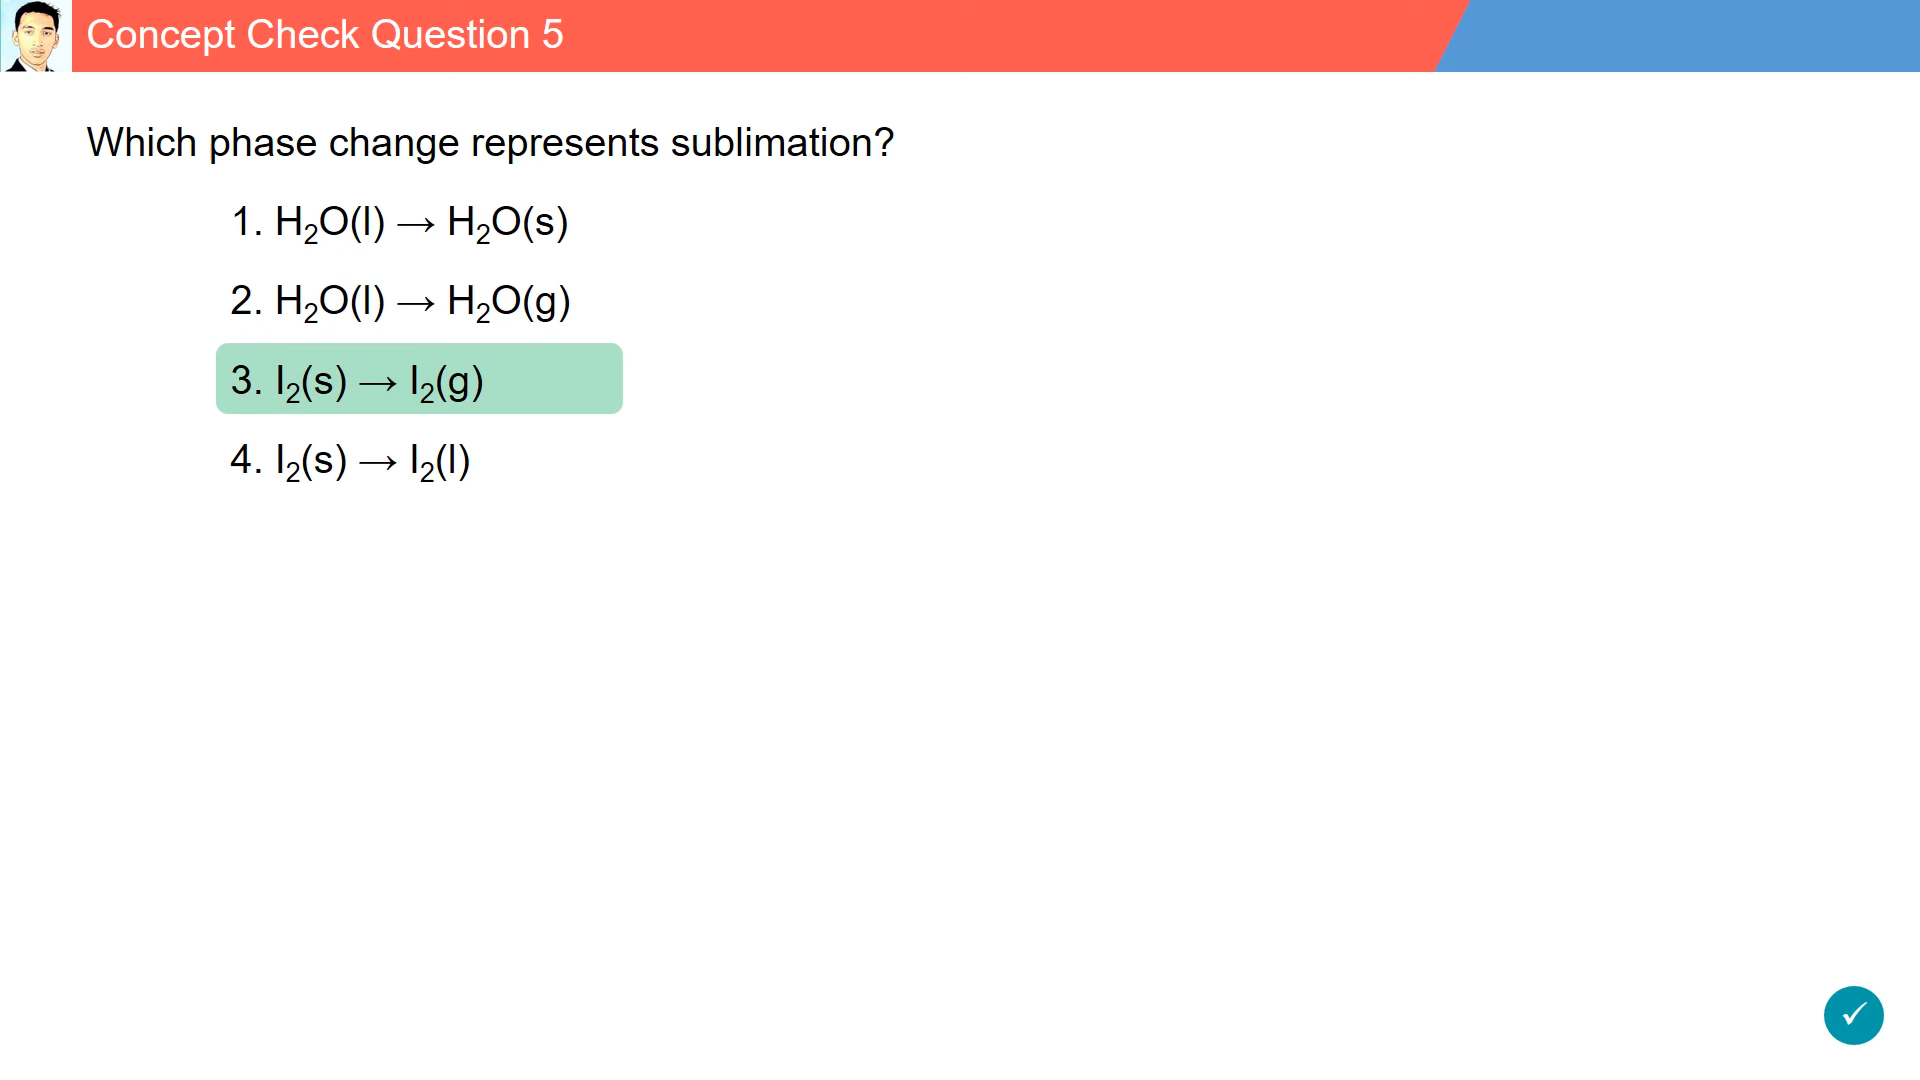 Concept Check Question 5
Which phase change represents sublimation?
1. H₂O(l) → H₂O(s)
2. H₂O(l) → H₂O(g)
3. I₂(s) → I₂(g)
4. I₂(s) → I₂(l)